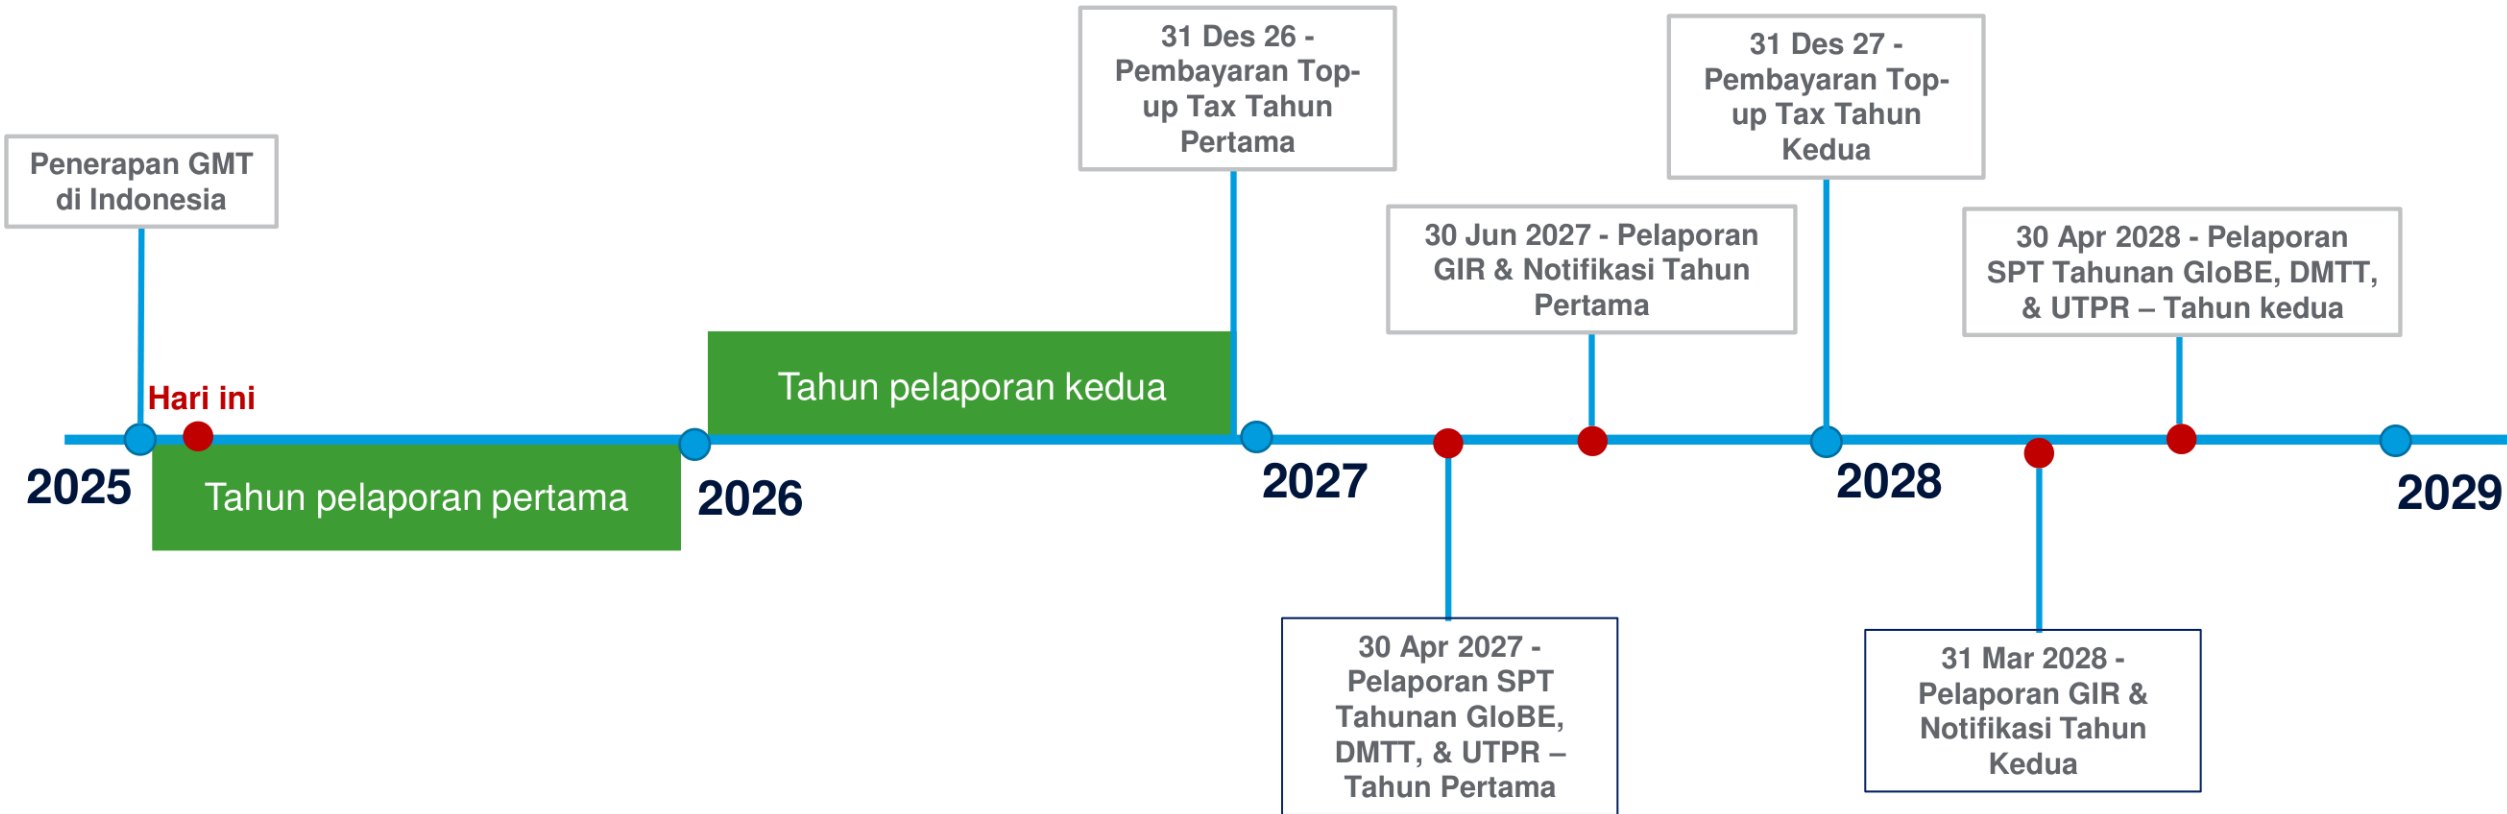 31 Des 26 -
Pembayaran Top-
up Tax Tahun
Pertama
31 Des 27 -
Pembayaran Top-
up Tax Tahun
Kedua
Penerapan GMT
di Indonesia
30 Jun 2027 - Pelaporan
GIR & Notifikasi Tahun
Pertama
30 Apr 2028 - Pelaporan
SPT Tahunan GloBE, DMTT,
& UTPR – Tahun kedua
Hari ini
Tahun pelaporan kedua
2025
Tahun pelaporan pertama
2026
2027
2028
2029
30 Apr 2027 -
Pelaporan SPT
Tahunan GloBE,
DMTT, & UTPR –
Tahun Pertama
31 Mar 2028 -
Pelaporan GIR &
Notifikasi Tahun
Kedua